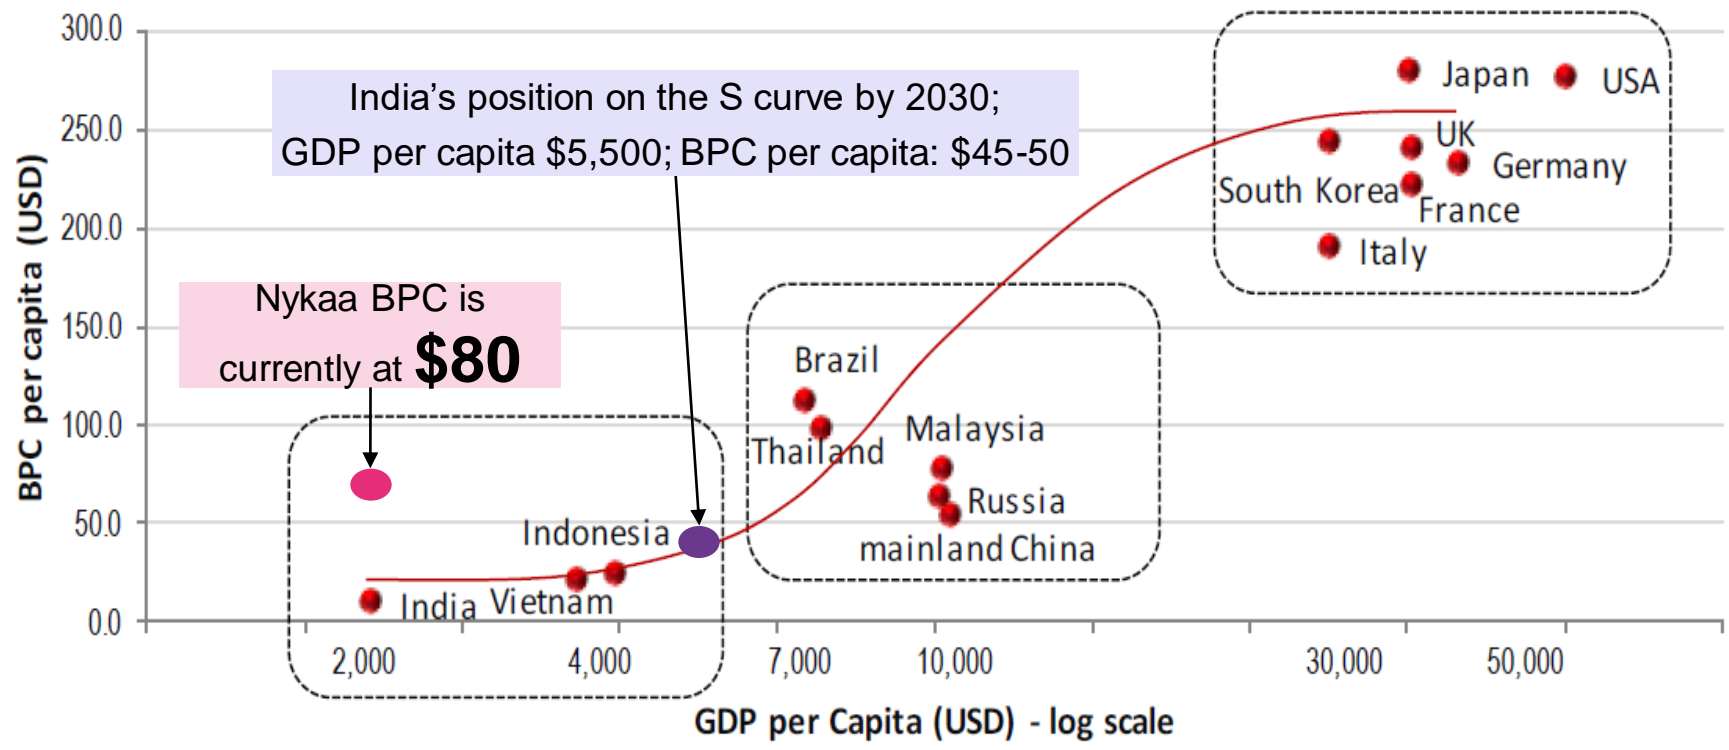 300.0
250.0
200.0
150.0
100.0
50.0
0.0
BPC per capita (USD)
India’s position on the S curve by 2030;
GDP per capita $5,500; BPC per capita: $45-50
Nykaa BPC is
currently at $80
Japan
USA
UK
Germany
South Korea
France
Italy
Brazil
Thailand
Malaysia
Russia
mainland China
Indonesia
India
Vietnam
2,000
4,000
7,000
10,000
30,000
50,000
GDP per Capita (USD) - log scale